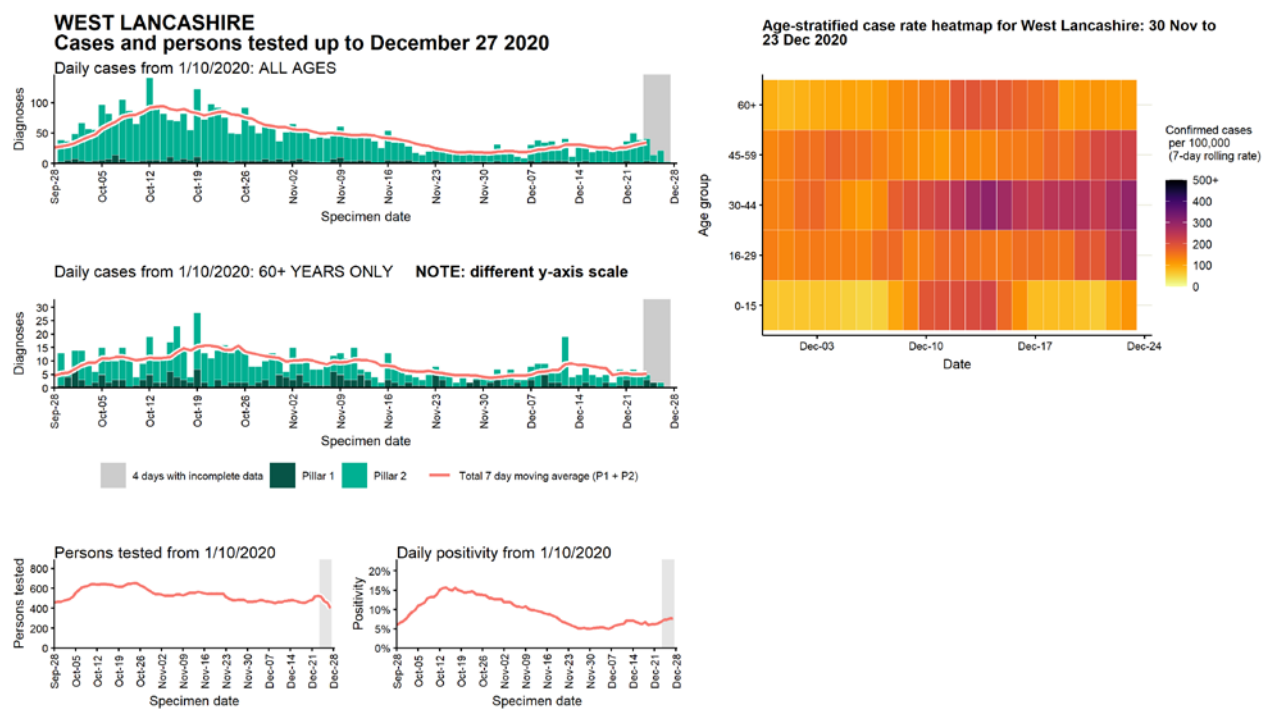 WEST LANCASHIRE
Cases and persons tested up to December 27 2020
Daily cases from 1/10/2020: ALL AGES
Diagnoses
100
50
0
Sep-28 Oct-05 Oct-12 Oct-19 Oct-26 Nov-02 Nov-09 Nov-16 Nov-23 Nov-30 Dec-07 Dec-14 Dec-21 Dec-28
Specimen date
Daily cases from 1/10/2020: 60+ YEARS ONLY NOTE: different y-axis scale
Diagnoses
30
25
20
15
10
5
0
Sep-28 Oct-05 Oct-12 Oct-19 Oct-26 Nov-02 Nov-09 Nov-16 Nov-23 Nov-30 Dec-07 Dec-14 Dec-21 Dec-28
Specimen date
4 days with incomplete data Pillar 1 Pillar 2 Total 7 day moving average (P1 + P2)
Persons tested from 1/10/2020
Persons tested
800
600
400
200
0
Sep-28 Oct-05 Oct-12 Oct-19 Oct-26 Nov-02 Nov-09 Nov-16 Nov-23 Nov-30 Dec-07 Dec-14 Dec-21 Dec-28
Specimen date
Daily positivity from 1/10/2020
Positivity
20%
15%
10%
5%
0%
Sep-28 Oct-05 Oct-12 Oct-19 Oct-26 Nov-02 Nov-09 Nov-16 Nov-23 Nov-30 Dec-07 Dec-14 Dec-21 Dec-28
Specimen date
Age-stratified case rate heatmap for West Lancashire: 30 Nov to
23 Dec 2020
Age group
60+
45-59
30-44
16-29
0-15
Dec-03 Dec-10 Dec-17 Dec-24
Date
Confirmed cases
per 100,000
(7-day rolling rate)
500+
400
300
200
100
0